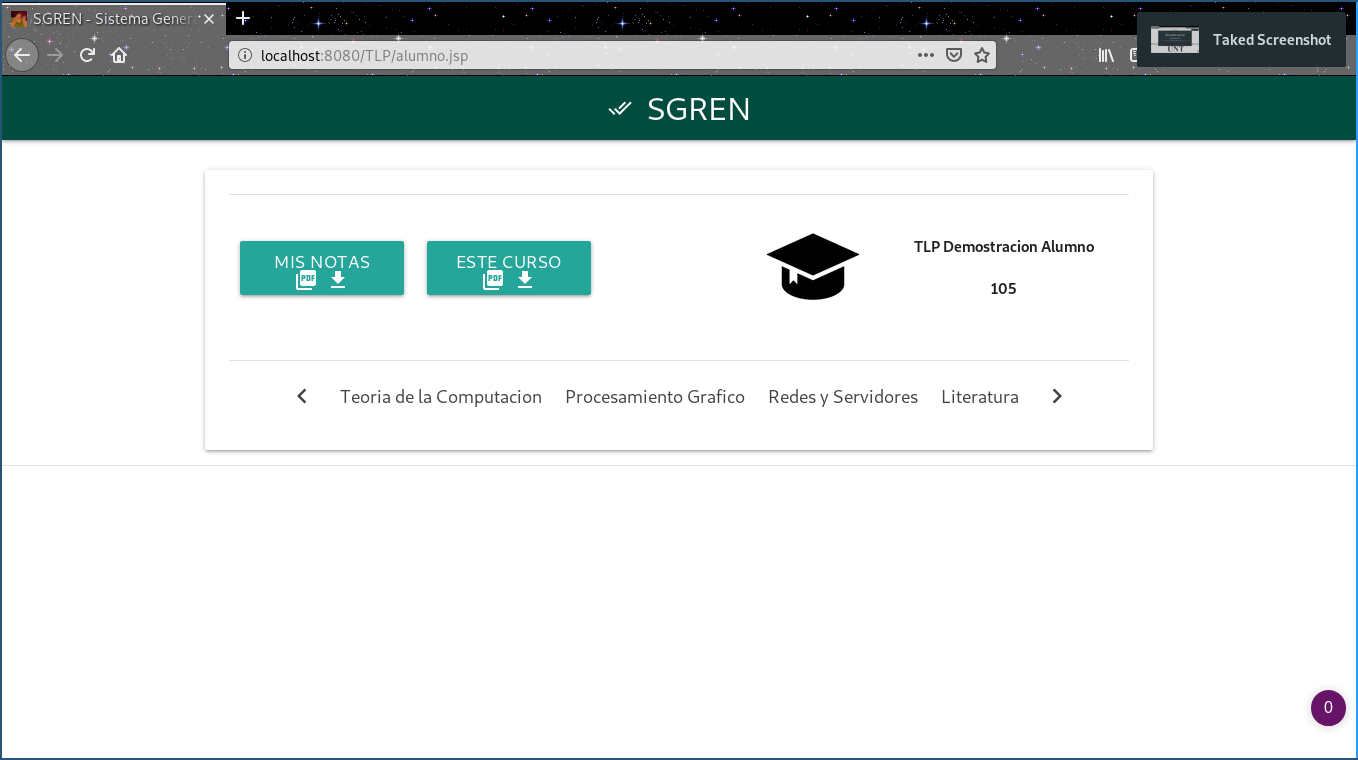 SGREN - Sistema Genera
Taked Screenshot
localhost:8080/TLP/alumno.jsp
SGREN
MIS NOTAS
PDF
ESTE CURSO
PDF
TLP Demostracion Alumno
105
Teoria de la Computacion Procesamiento Grafico Redes y Servidores Literatura
0